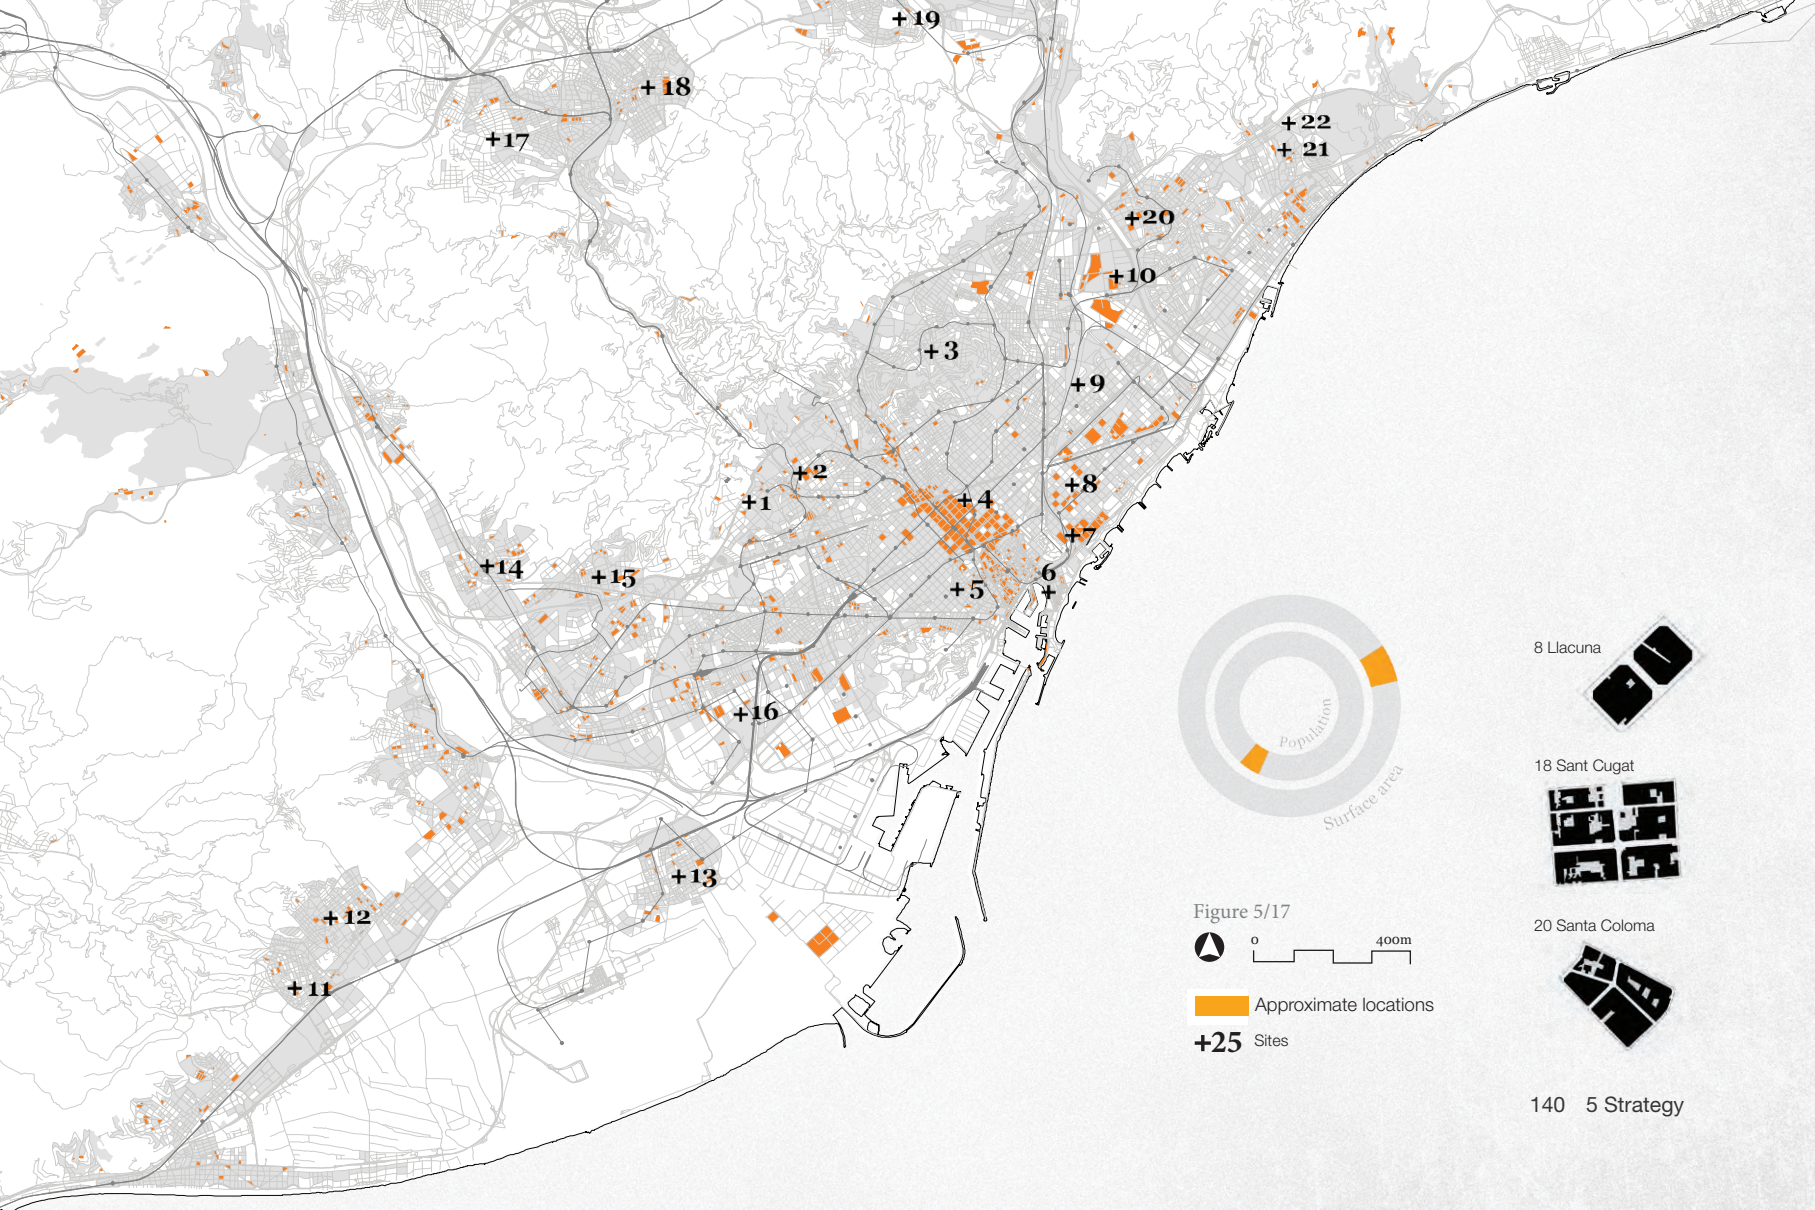 +19
+18
+17
+22
+ 21
+20
+10
+3
+9
+2
+1
+4
+8
+7
6
+
+5
+14
+15
+16
+13
+12
+11
Population
Surface area
8 Llacuna
18 Sant Cugat
20 Santa Coloma
Figure 5/17
0 400m
Approximate locations
+25 Sites
140 5 Strategy